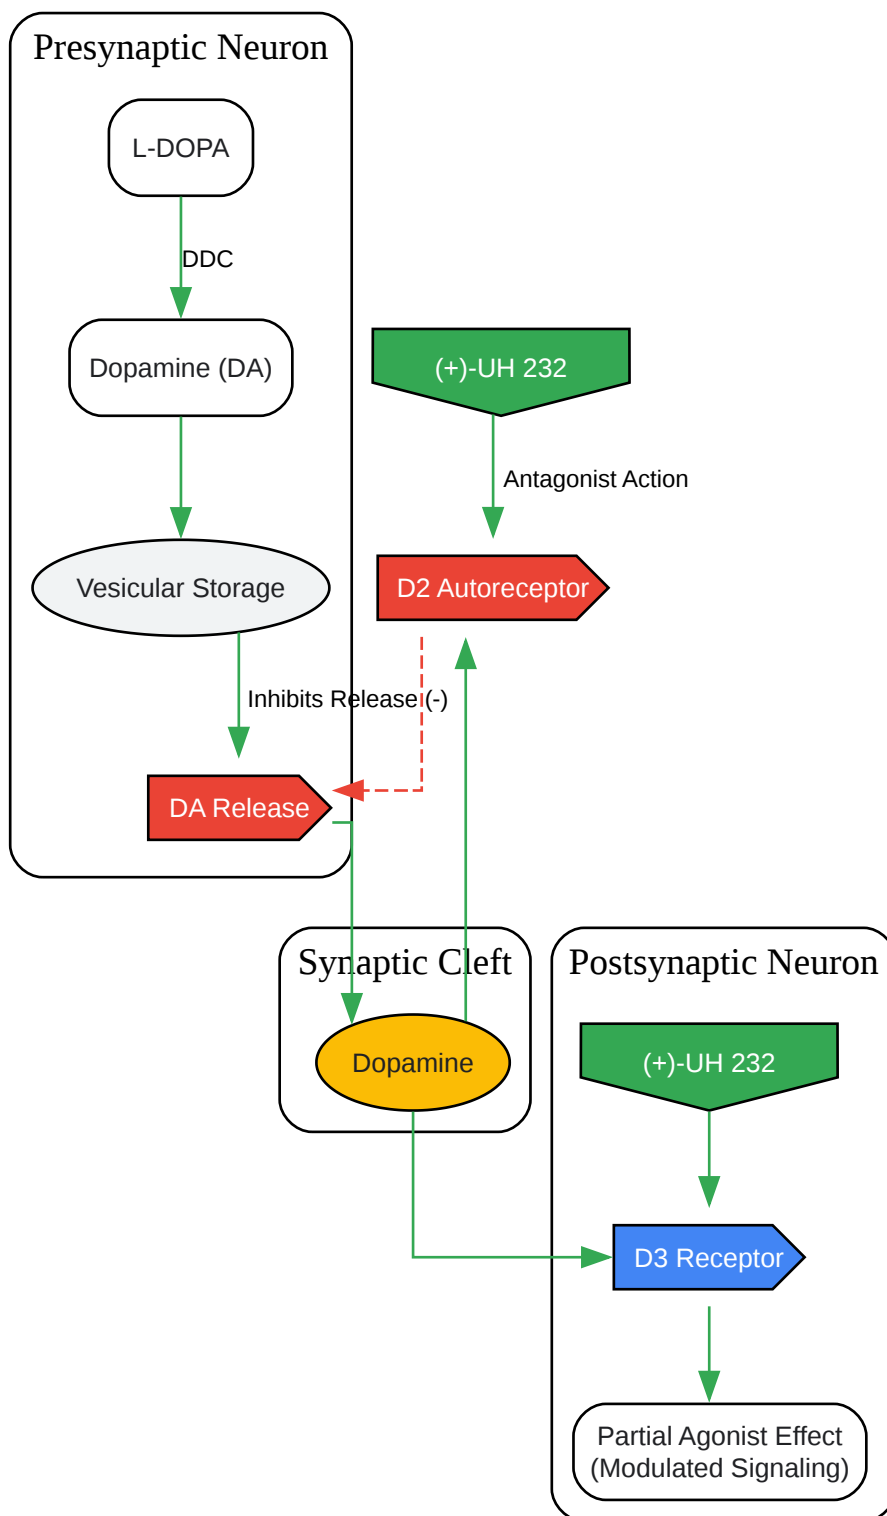 Presynaptic Neuron
L-DOPA
DDC
Dopamine (DA)
(+)-UH 232
Antagonist Action
Vesicular Storage
D2 Autoreceptor
Inhibits Release (-)
DA Release
Synaptic Cleft
Dopamine
Postsynaptic Neuron
(+)-UH 232
D3 Receptor
Partial Agonist Effect
(Modulated Signaling)